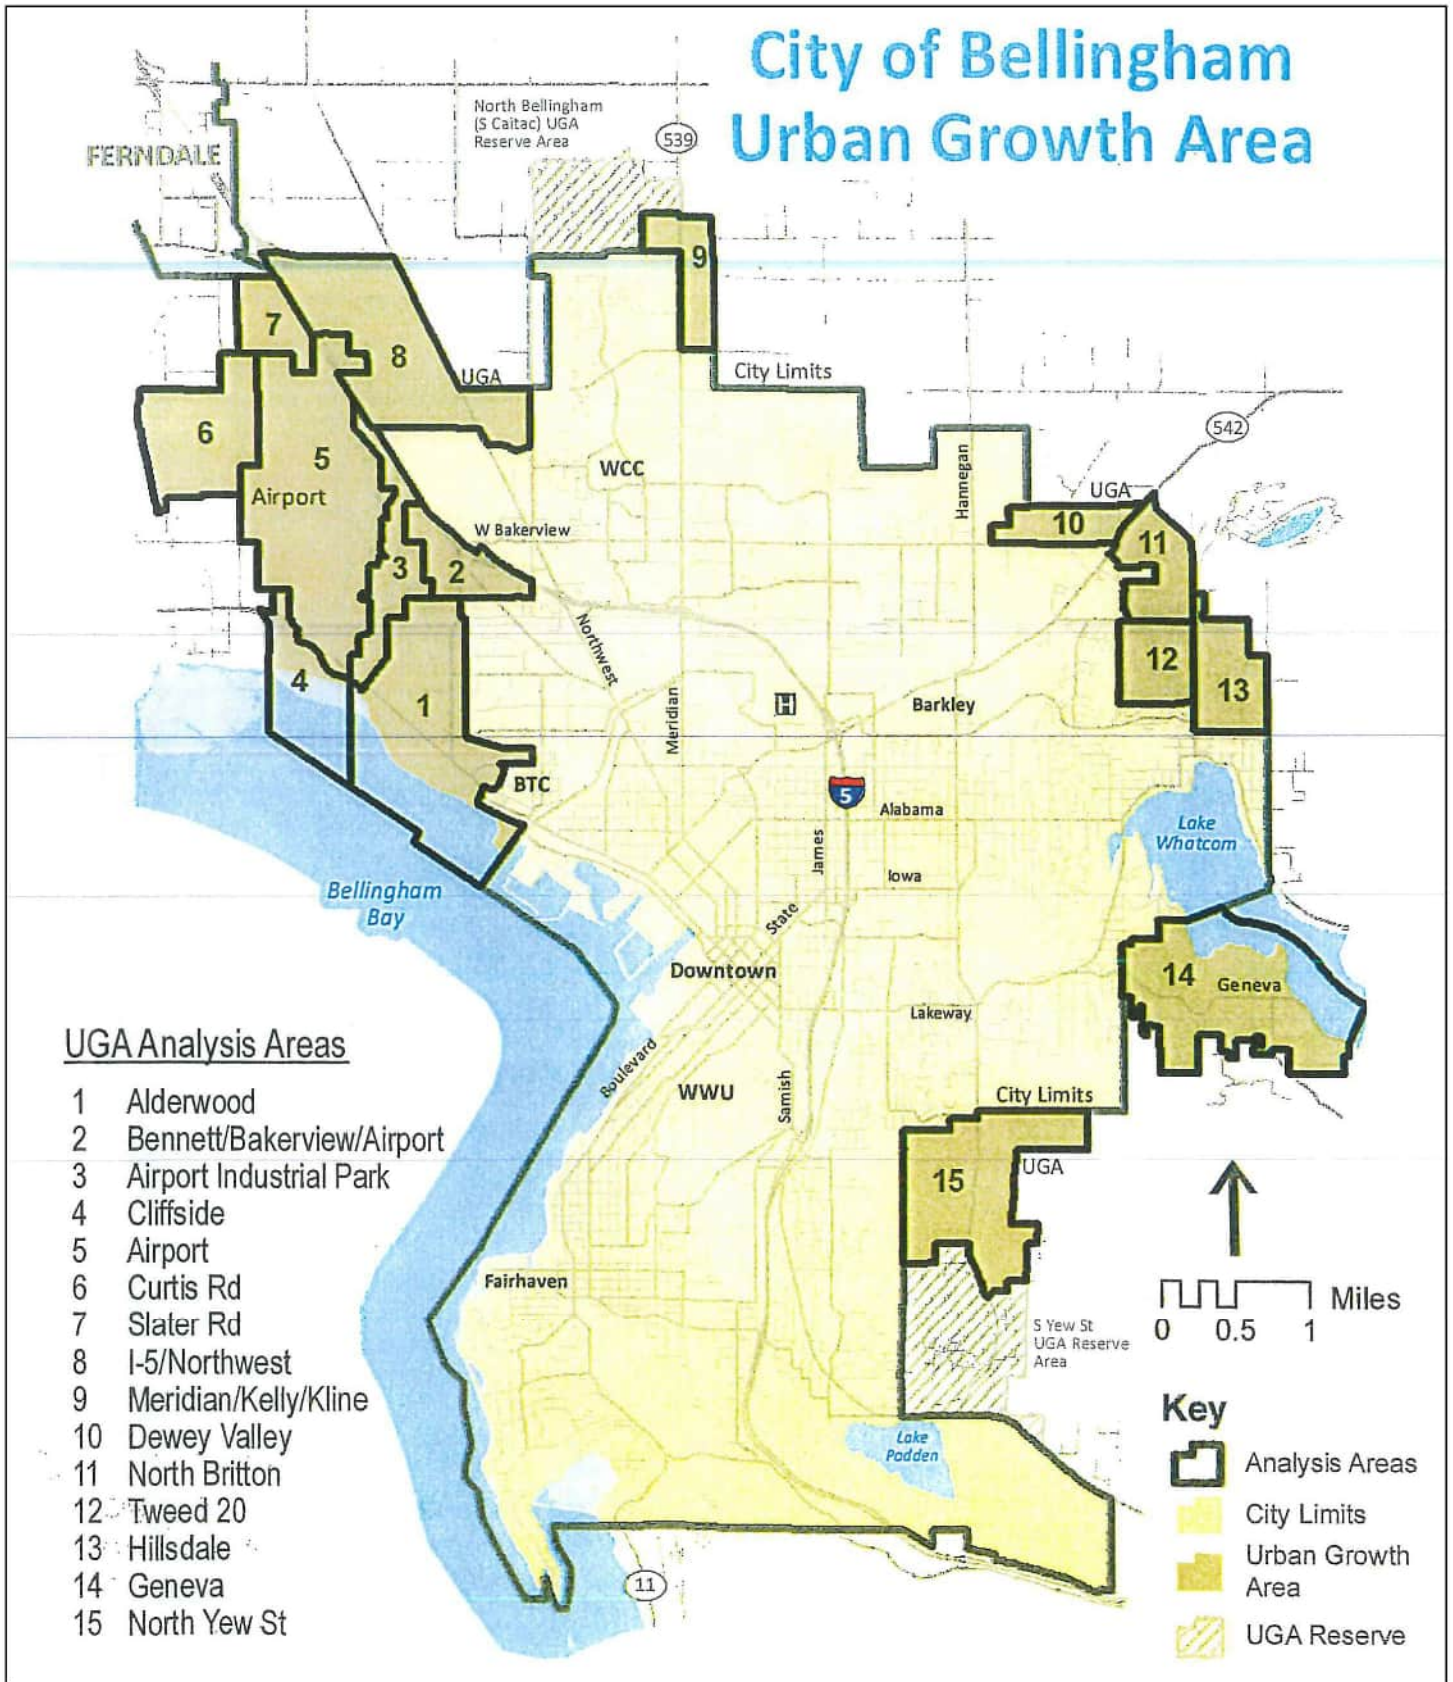 City of Bellingham
Urban Growth Area
North Bellingham
(S Caitac) UGA
Reserve Area
539
FERNDALE
9
7
8
UGA
City Limits
6
5
Airport
WCC
Hannegan
542
UGA
10
11
W Bakerview
3
2
Northwest
12
13
4
1
Meridian
H
Barkley
BTC
5
Alabama
James
Iowa
Lake
Whatcom
Bellingham
Bay
State
Downtown
14
Geneva
Lakeway
Boulevard
WWU
Samish
City Limits
15
UGA
Fairhaven
S Yew St
UGA Reserve
Area
Lake
Padden
11
UGA Analysis Areas
1 Alderwood
2 Bennett/Bakerview/Airport
3 Airport Industrial Park
4 Cliffside
5 Airport
6 Curtis Rd
7 Slater Rd
8 I-5/Northwest
9 Meridian/Kelly/Kline
10 Dewey Valley
11 North Britton
12 Tweed 20
13 Hillsdale
14 Geneva
15 North Yew St
Miles
0 0.5 1
Key
Analysis Areas
City Limits
Urban Growth
Area
UGA Reserve